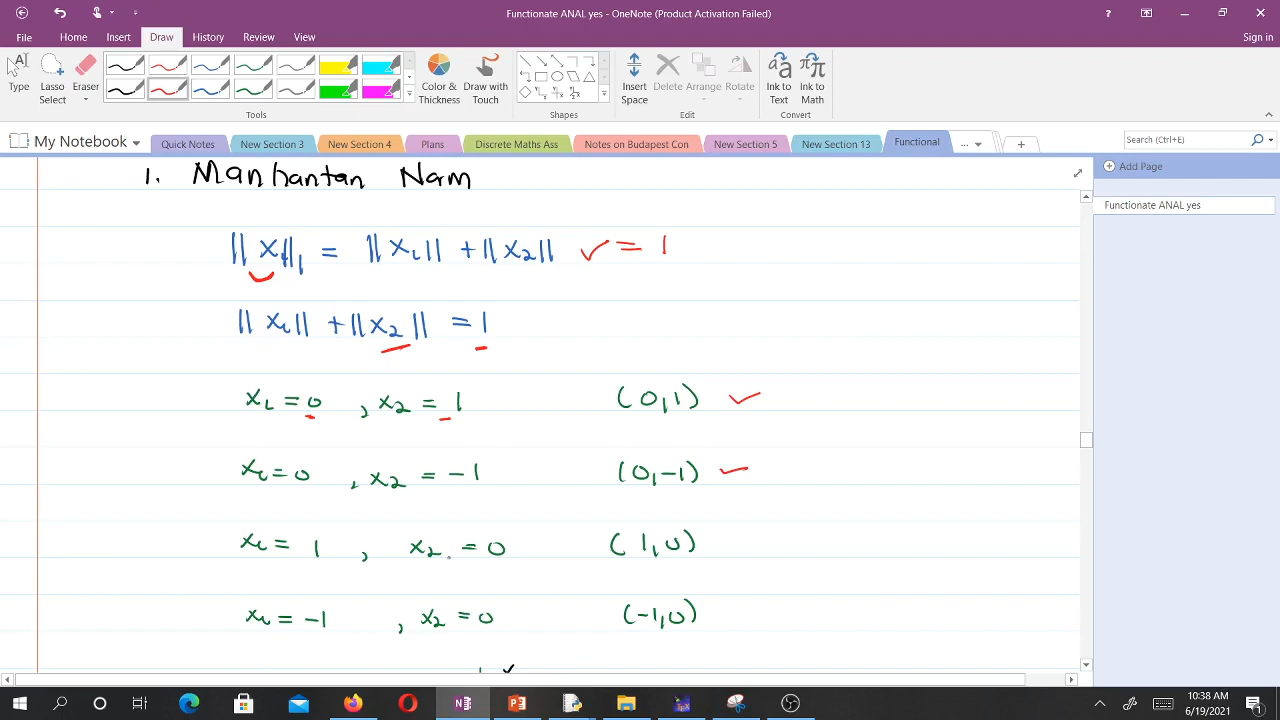 Functionate ANAL yes - OneNote (Product Activation Failed)
File Home Insert Draw History Review View Sign in
Type Lasso Select Eraser Color & Thickness Draw with Touch Insert Space Delete Arrange Rotate Ink to Text Ink to Math
Tools Shapes Edit Convert
My Notebook Quick Notes New Section 3 New Section 4 Plans Discrete Maths Ass Notes on Budapest Con New Section 5 New Section 13 Functional ... Search (Ctrl+E)
Add Page
Functionate ANAL yes
1. Manhantan Nam
||x||₁ = ||x₁|| + ||x₂|| ✓ = 1
||x₁|| + ||x₂|| = 1
x₁ = 0 , x₂ = 1 (0,1) ✓
x₁ = 0 , x₂ = -1 (0,-1) ✓
x₁ = 1 , x₂ = 0 (1,0)
x₁ = -1 , x₂ = 0 (-1,0)
10:38 AM
6/19/2021